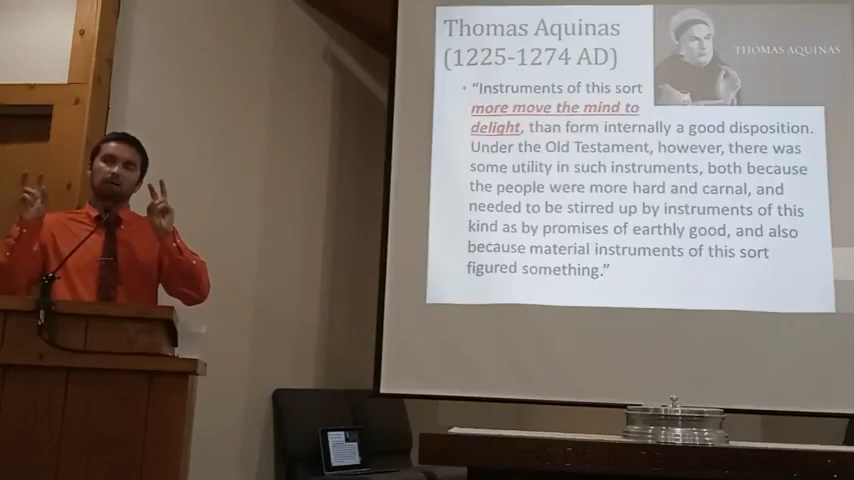 Thomas Aquinas
(1225-1274 AD)
THOMAS AQUINAS
• “Instruments of this sort
more move the mind to
delight, than form internally a good disposition.
Under the Old Testament, however, there was
some utility in such instruments, both because
the people were more hard and carnal, and
needed to be stirred up by instruments of this
kind as by promises of earthly good, and also
because material instruments of this sort
figured something.”